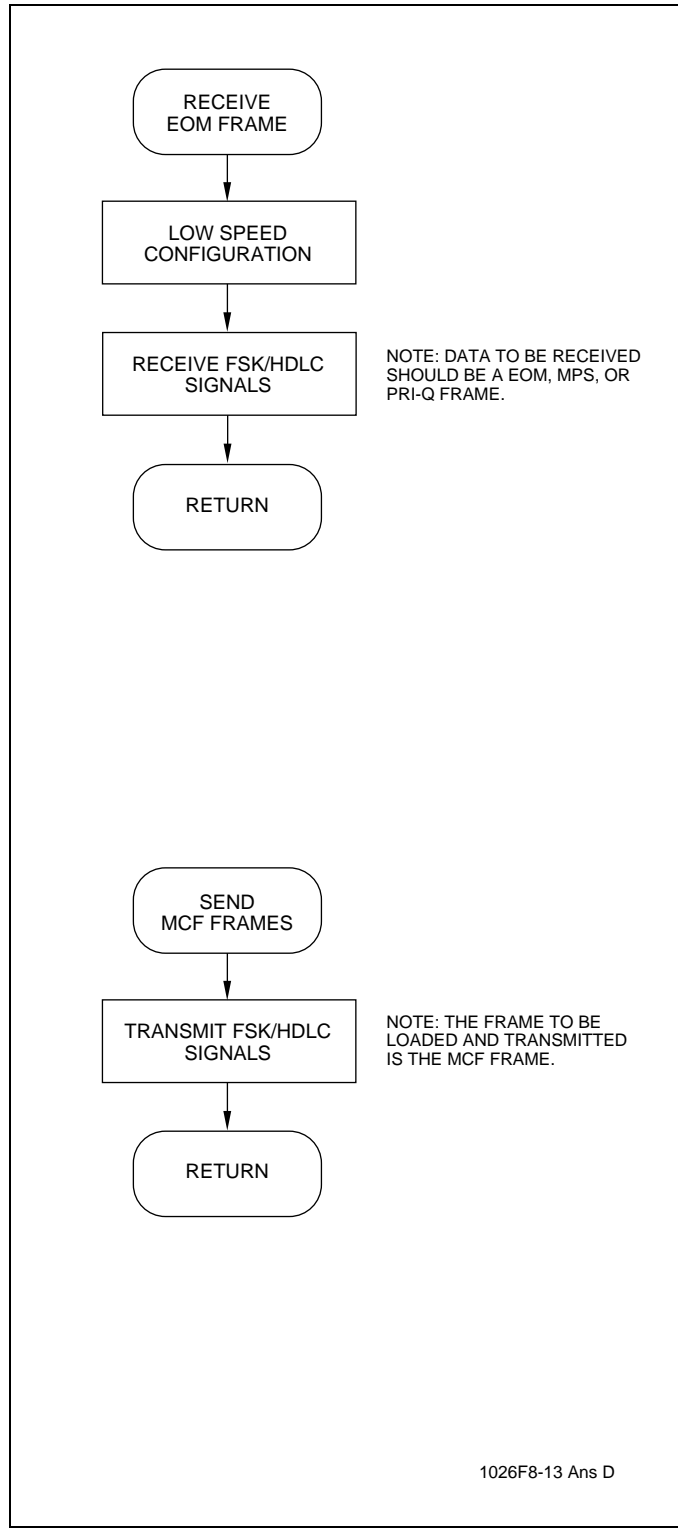 RECEIVE
EOM FRAME
LOW SPEED
CONFIGURATION
RECEIVE FSK/HDLC
SIGNALS
NOTE: DATA TO BE RECEIVED
SHOULD BE A EOM, MPS, OR
PRI-Q FRAME.
RETURN
SEND
MCF FRAMES
TRANSMIT FSK/HDLC
SIGNALS
NOTE: THE FRAME TO BE
LOADED AND TRANSMITTED
IS THE MCF FRAME.
RETURN
1026F8-13 Ans D